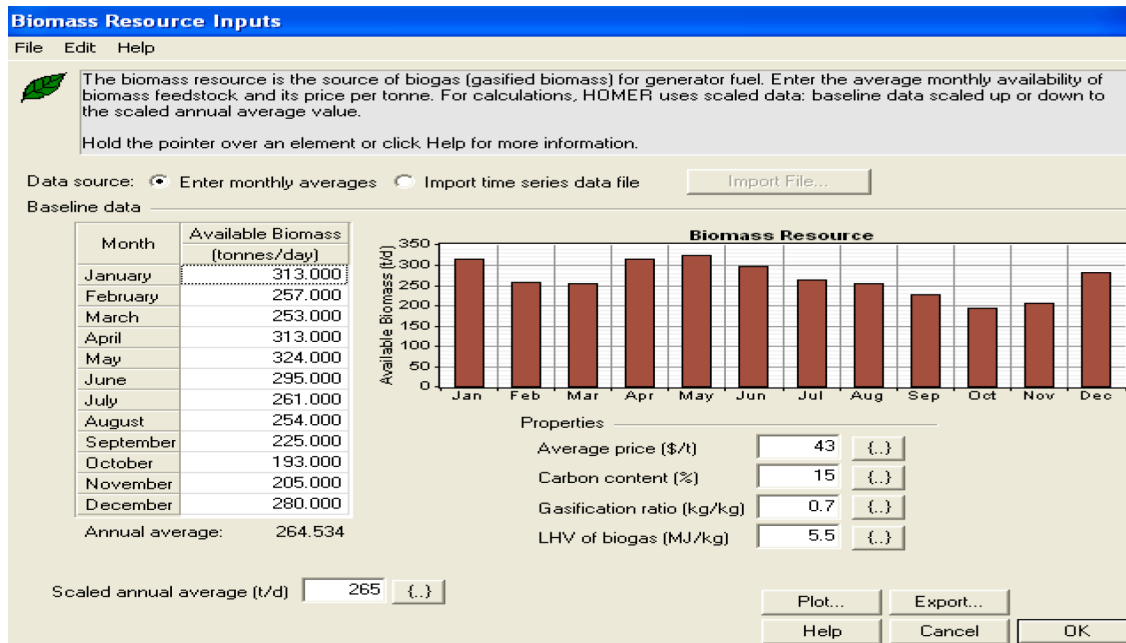 Biomass Resource Inputs
File Edit Help
The biomass resource is the source of biogas (gasified biomass) for generator fuel. Enter the average monthly availability of
biomass feedstock and its price per tonne. For calculations, HOMER uses scaled data: baseline data scaled up or down to
the scaled annual average value.
Hold the pointer over an element or click Help for more information.
Data source: Enter monthly averages Import time series data file Import File...
Baseline data
Month Available Biomass
(tonnes/day)
January 313.000
February 257.000
March 253.000
April 313.000
May 324.000
June 295.000
July 261.000
August 254.000
September 225.000
October 193.000
November 205.000
December 280.000
Annual average: 264.534
Biomass Resource
Available Biomass (t/d)
350
300
250
200
150
100
50
0
Jan Feb Mar Apr May Jun Jul Aug Sep Oct Nov Dec
Properties
Average price ($/t) 43 {..}
Carbon content (%) 15 {..}
Gasification ratio (kg/kg) 0.7 {..}
LHV of biogas (MJ/kg) 5.5 {..}
Scaled annual average (t/d) 265 {..}
Plot... Export...
Help Cancel OK